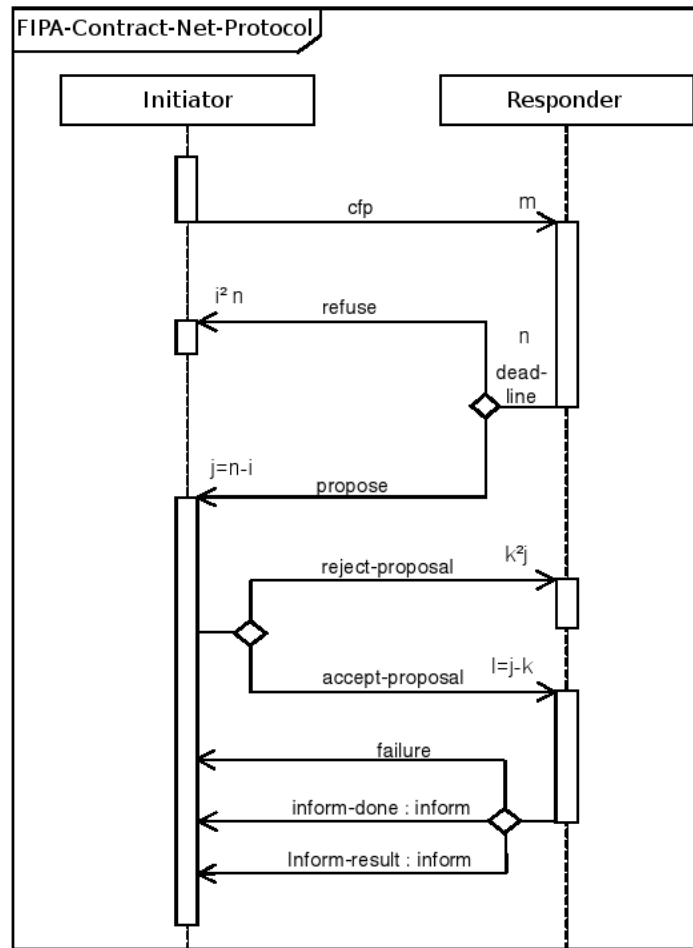 FIPA-Contract-Net-Protocol
Initiator
Responder
cfp
m
i² n
refuse
n
dead-
line
j=n-i
propose
reject-proposal
k²j
accept-proposal
l=j-k
failure
inform-done : inform
Inform-result : inform